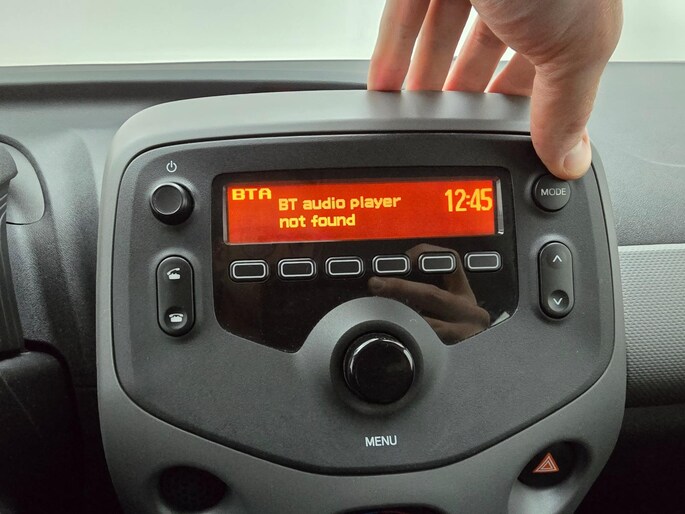 BTA
BT audio player
not found
12:45
MODE
MENU